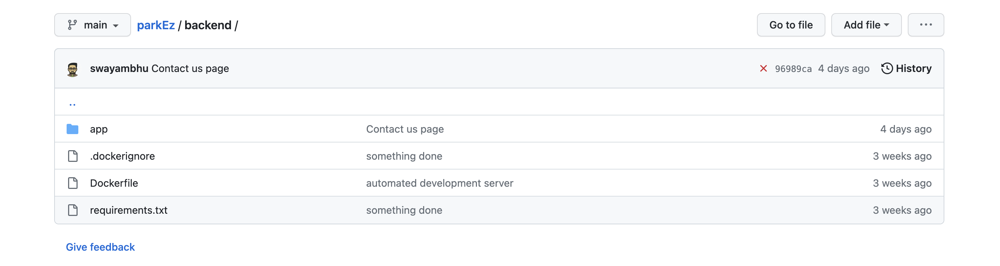 main parkEz / backend / Go to file Add file ...
swayambhu Contact us page 96989ca 4 days ago History
..
app Contact us page 4 days ago
.dockerignore something done 3 weeks ago
Dockerfile automated development server 3 weeks ago
requirements.txt something done 3 weeks ago
Give feedback